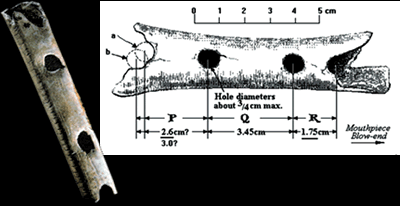 0 1 2 3 4 5 cm
a
b
Hole diameters
about 3/4cm max.
P Q R
2.6cm? 3.45cm 1.75cm
3.0?
Mouthpiece
Blow-end